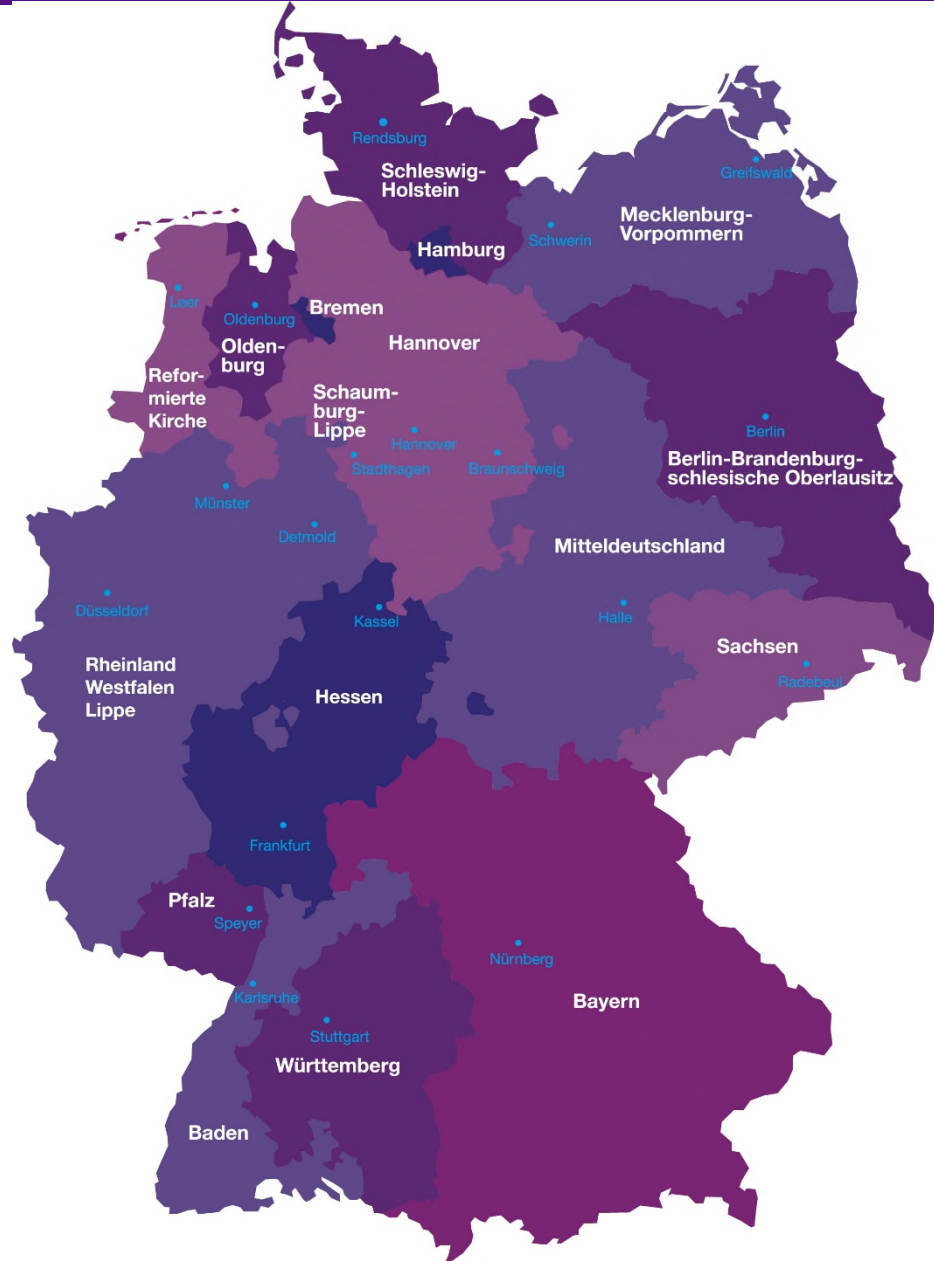 Rendsburg
Schleswig-
Holstein
Greifswald
Mecklenburg-
Vorpommern
Schwerin
Hamburg
Leer
Bremen
Oldenburg
Olden-
burg
Hannover
Refor-
mierte
Kirche
Schaum-
burg-
Lippe
Hannover
Stadthagen
Braunschweig
Berlin
Berlin-Brandenburg-
schlesische Oberlausitz
Münster
Detmold
Mitteldeutschland
Düsseldorf
Kassel
Halle
Sachsen
Radebeul
Rheinland
Westfalen
Lippe
Hessen
Frankfurt
Pfalz
Speyer
Nürnberg
Karlsruhe
Bayern
Stuttgart
Württemberg
Baden